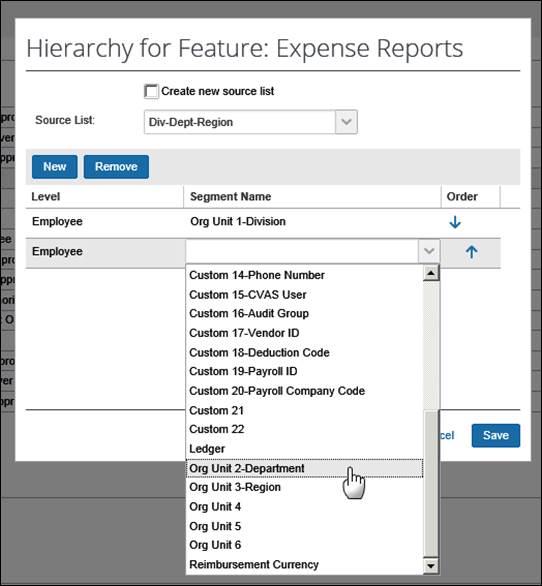 Hierarchy for Feature: Expense Reports
Create new source list
Source List: Div-Dept-Region
New Remove
Level Segment Name Order
Employee Org Unit 1-Division
Employee
Custom 14-Phone Number
Custom 15-CVAS User
Custom 16-Audit Group
Custom 17-Vendor ID
Custom 18-Deduction Code
Custom 19-Payroll ID
Custom 20-Payroll Company Code
Custom 21
Custom 22
Ledger
cel Save
Org Unit 2-Department
Org Unit 3-Region
Org Unit 4
Org Unit 5
Org Unit 6
Reimbursement Currency